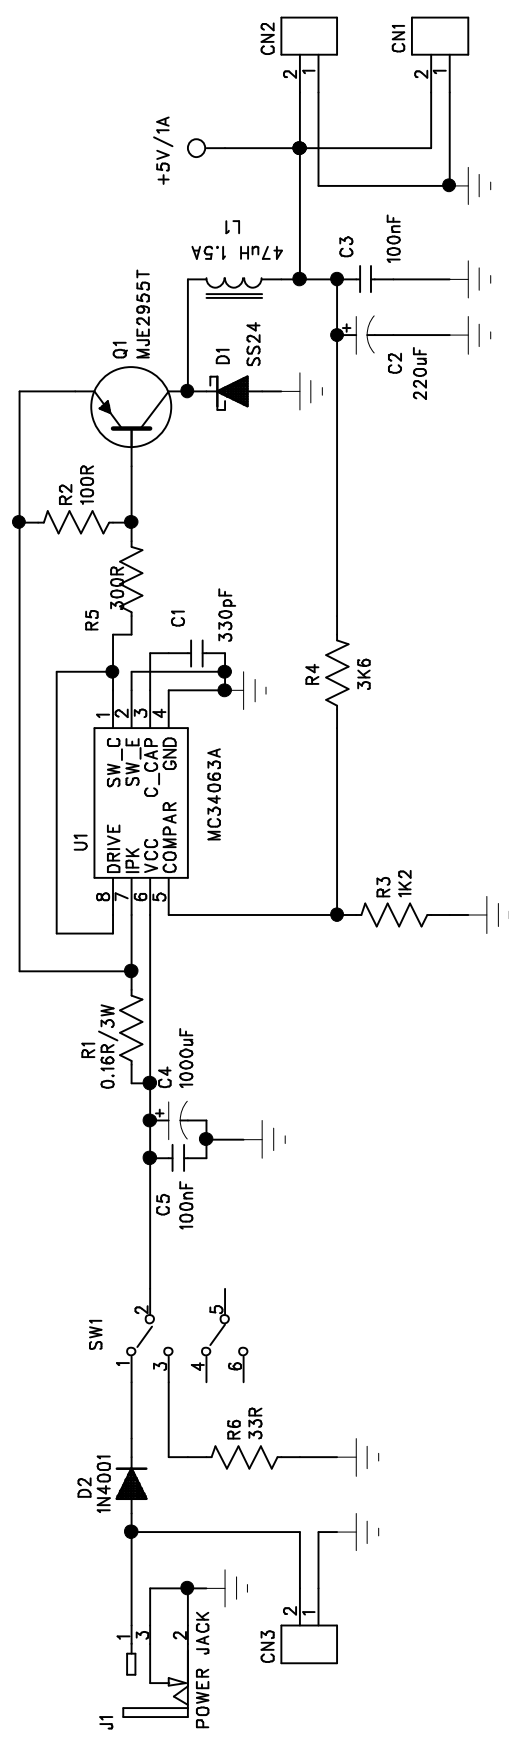 J1
POWER JACK
1
3
2
CN3
2
1
D2
1N4001
R6
33R
SW1
1
2
3
4
5
6
C5
100nF
+
C4
1000uF
R1
0.16R/3W
U1
MC34063A
8
DRIVE
7
IPK
6
VCC
5
COMPAR
SW_C
1
SW_E
2
C_CAP
3
GND
4
R3
1K2
R4
3K6
C1
330pF
R5
300R
R2
100R
Q1
MJE2955T
D1
SS24
L1
47uH 1.5A
+
C2
220uF
C3
100nF
+5V/1A
CN2
2
1
CN1
2
1